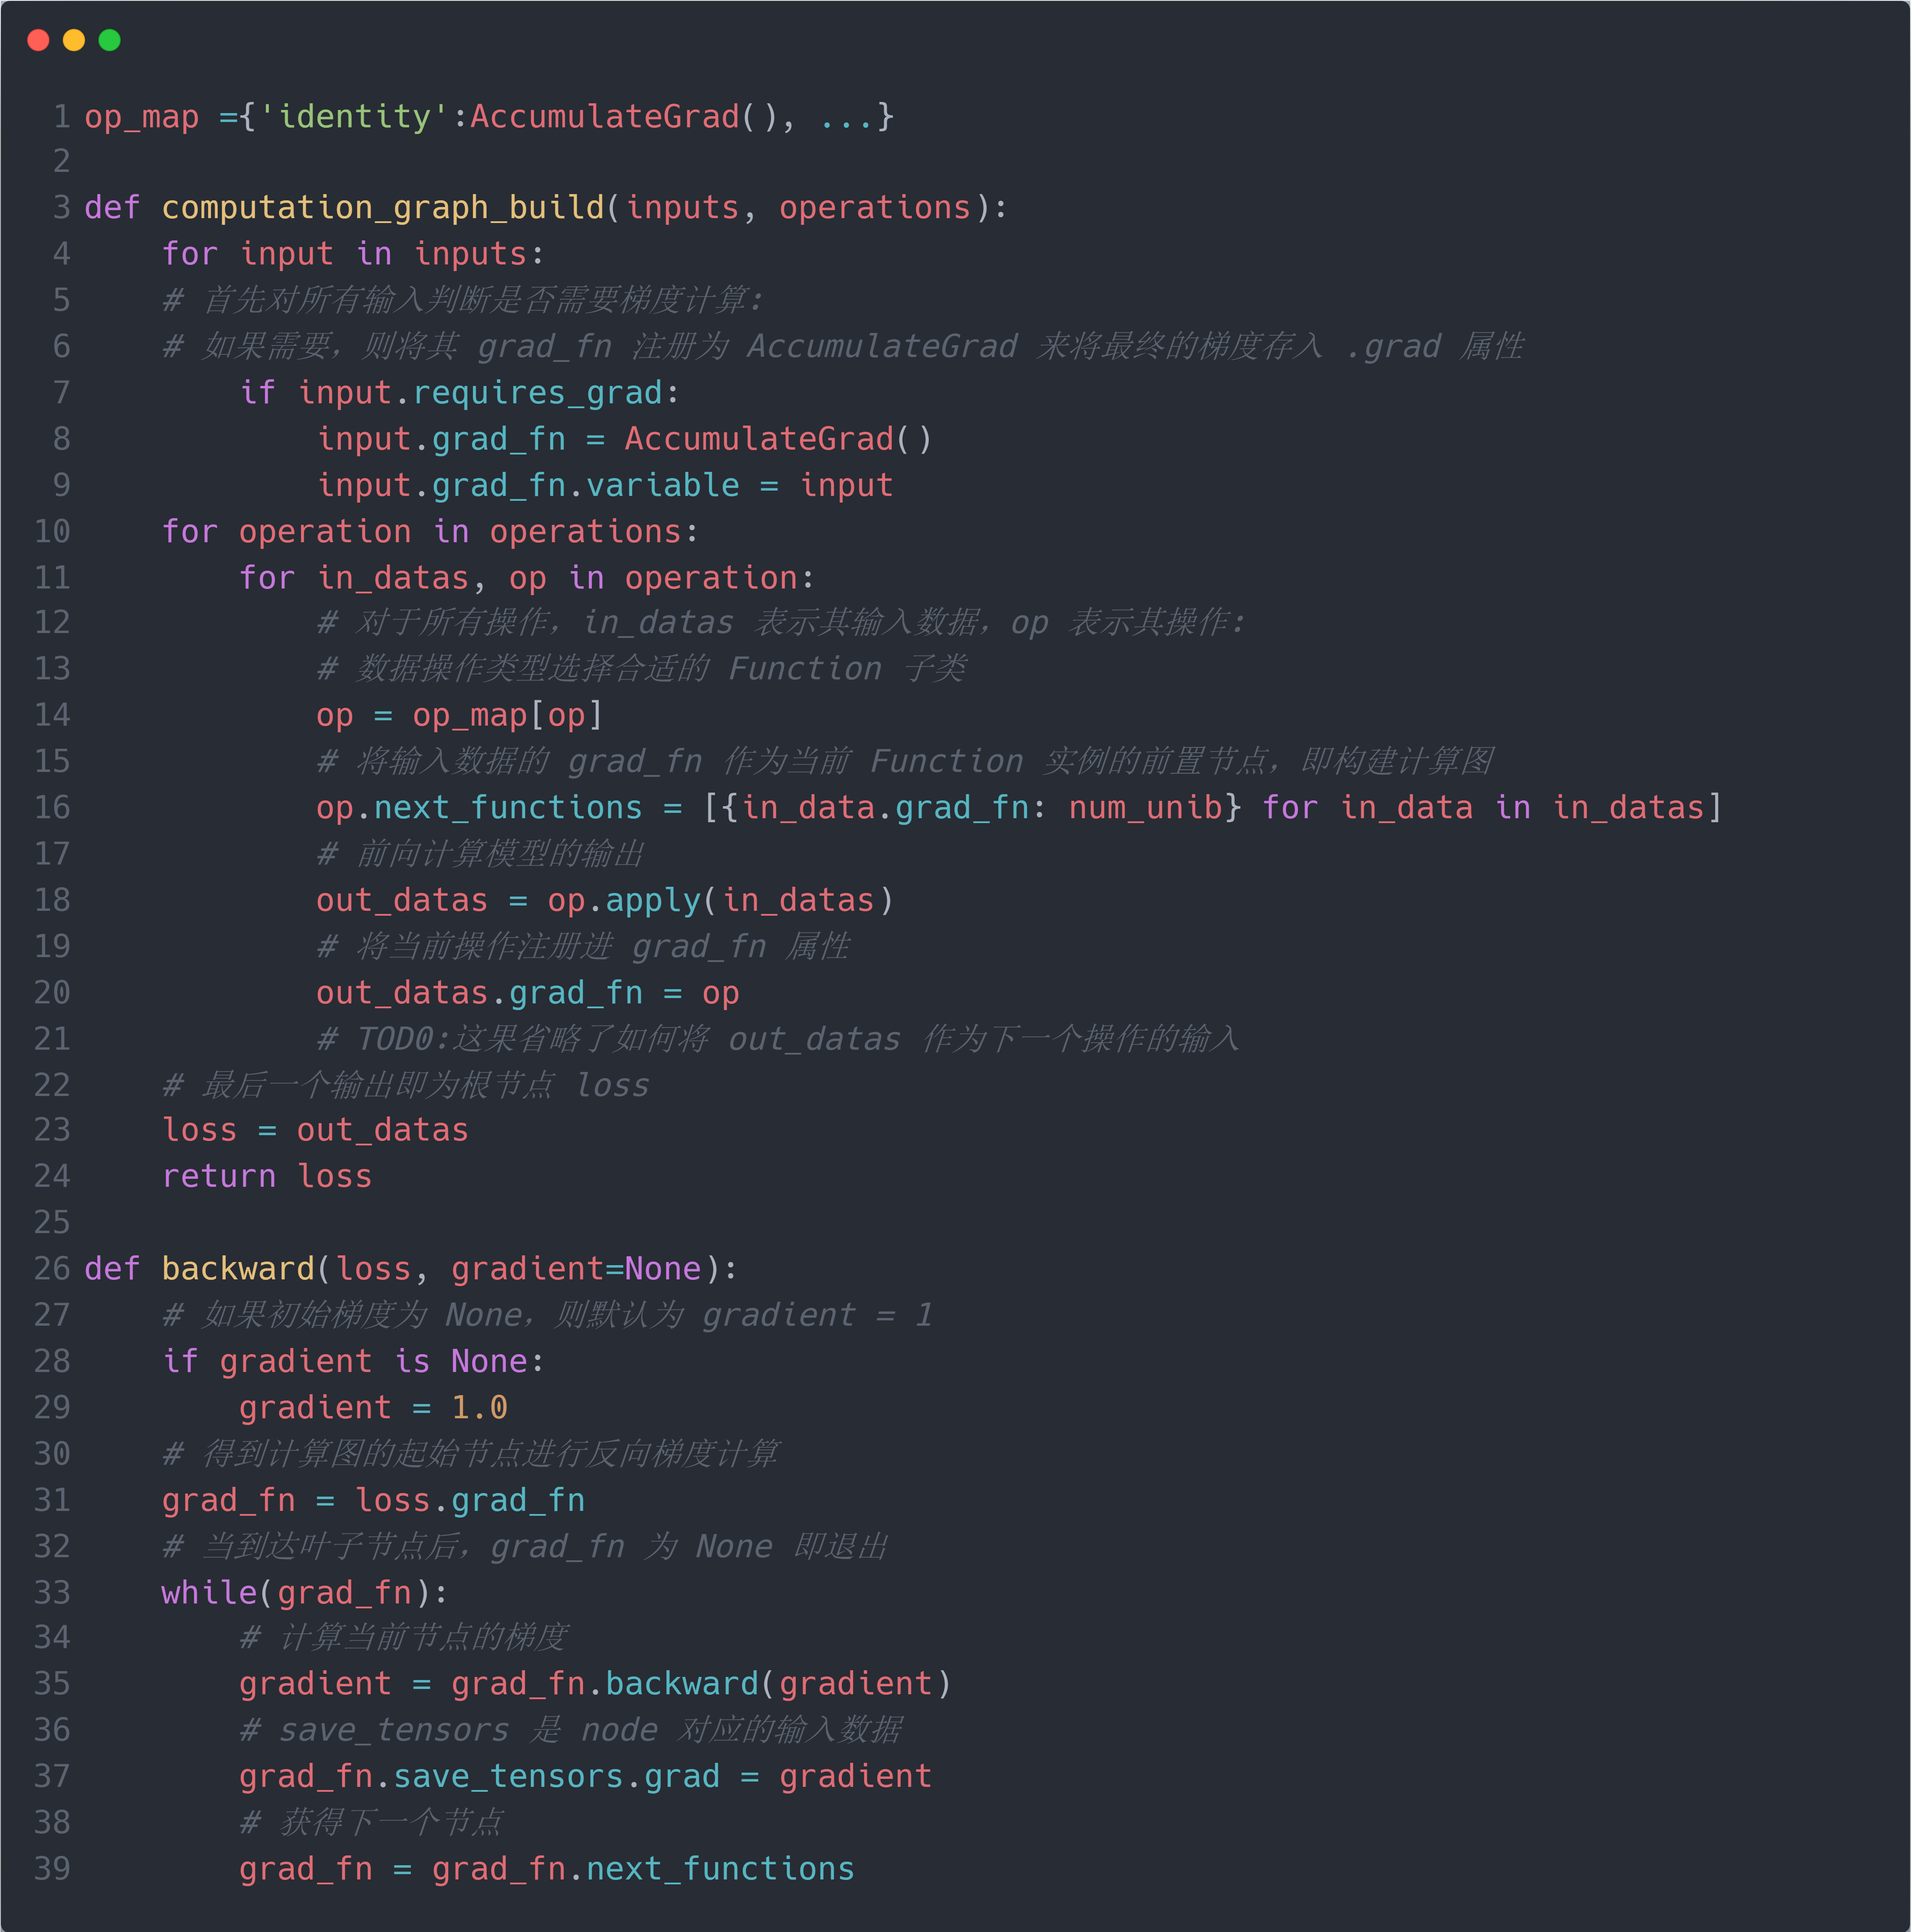 1 op_map ={'identity':AccumulateGrad(), ...}
2
3 def computation_graph_build(inputs, operations):
4     for input in inputs:
5     # 首先对所有输入判断是否需要梯度计算:
6     # 如果需要，则将其 grad_fn 注册为 AccumulateGrad 来将最终的梯度存入 .grad 属性
7         if input.requires_grad:
8             input.grad_fn = AccumulateGrad()
9             input.grad_fn.variable = input
10     for operation in operations:
11         for in_datas, op in operation:
12             # 对于所有操作，in_datas 表示其输入数据，op 表示其操作:
13             # 数据操作类型选择合适的 Function 子类
14             op = op_map[op]
15             # 将输入数据的 grad_fn 作为当前 Function 实例的前置节点，即构建计算图
16             op.next_functions = [{in_data.grad_fn: num_unib} for in_data in in_datas]
17             # 前向计算模型的输出
18             out_datas = op.apply(in_datas)
19             # 将当前操作注册进 grad_fn 属性
20             out_datas.grad_fn = op
21             # TOD0:这果省略了如何将 out_datas 作为下一个操作的输入
22     # 最后一个输出即为根节点 loss
23     loss = out_datas
24     return loss
25
26 def backward(loss, gradient=None):
27     # 如果初始梯度为 None，则默认为 gradient = 1
28     if gradient is None:
29         gradient = 1.0
30     # 得到计算图的起始节点进行反向梯度计算
31     grad_fn = loss.grad_fn
32     # 当到达叶子节点后，grad_fn 为 None 即退出
33     while(grad_fn):
34         # 计算当前节点的梯度
35         gradient = grad_fn.backward(gradient)
36         # save_tensors 是 node 对应的输入数据
37         grad_fn.save_tensors.grad = gradient
38         # 获得下一个节点
39         grad_fn = grad_fn.next_functions